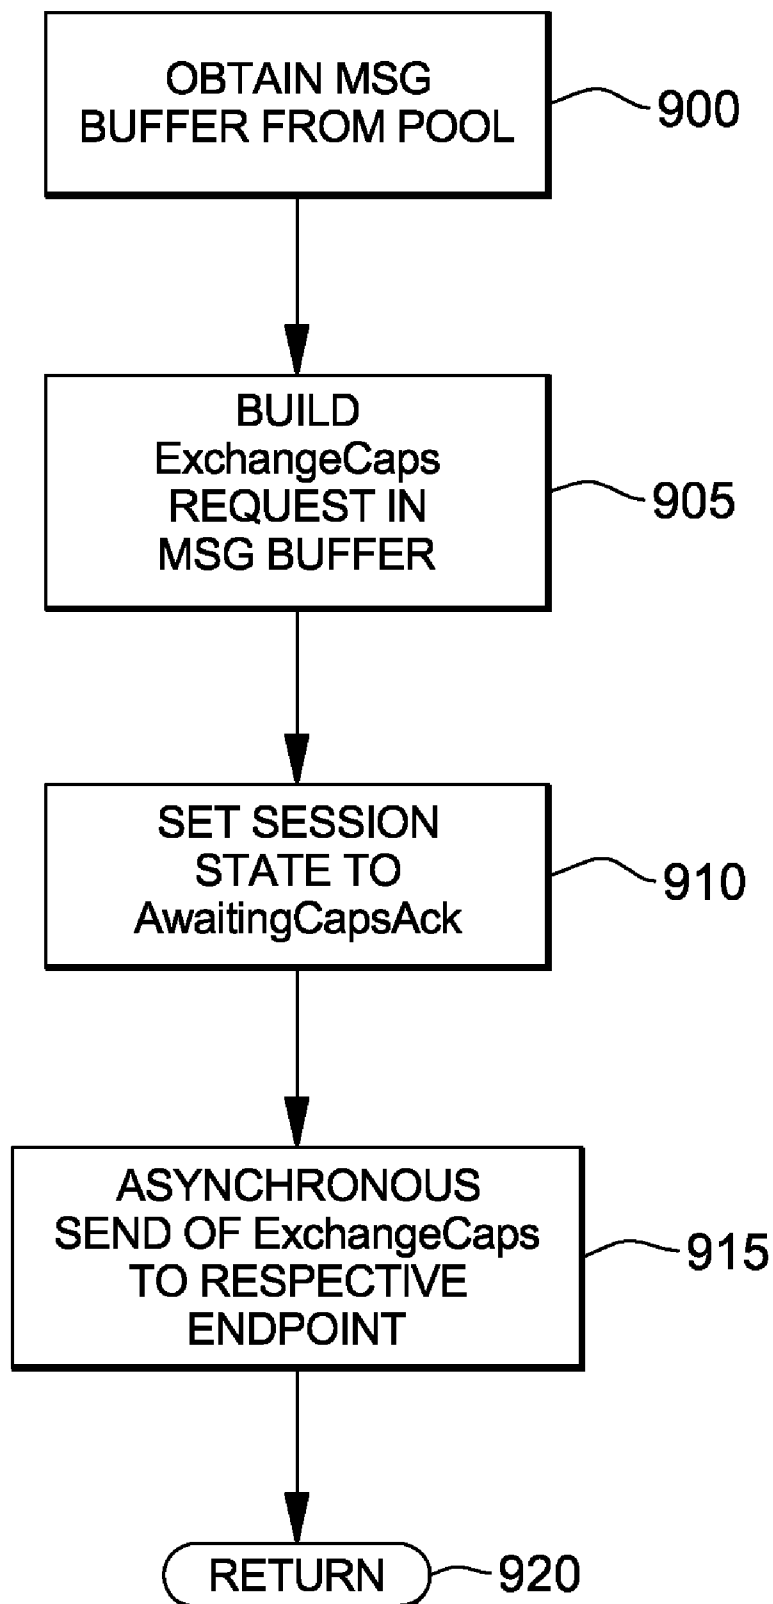 OBTAIN MSG
BUFFER FROM POOL
900
BUILD
ExchangeCaps
REQUEST IN
MSG BUFFER
905
SET SESSION
STATE TO
AwaitingCapsAck
910
ASYNCHRONOUS
SEND OF ExchangeCaps
TO RESPECTIVE
ENDPOINT
915
RETURN
920